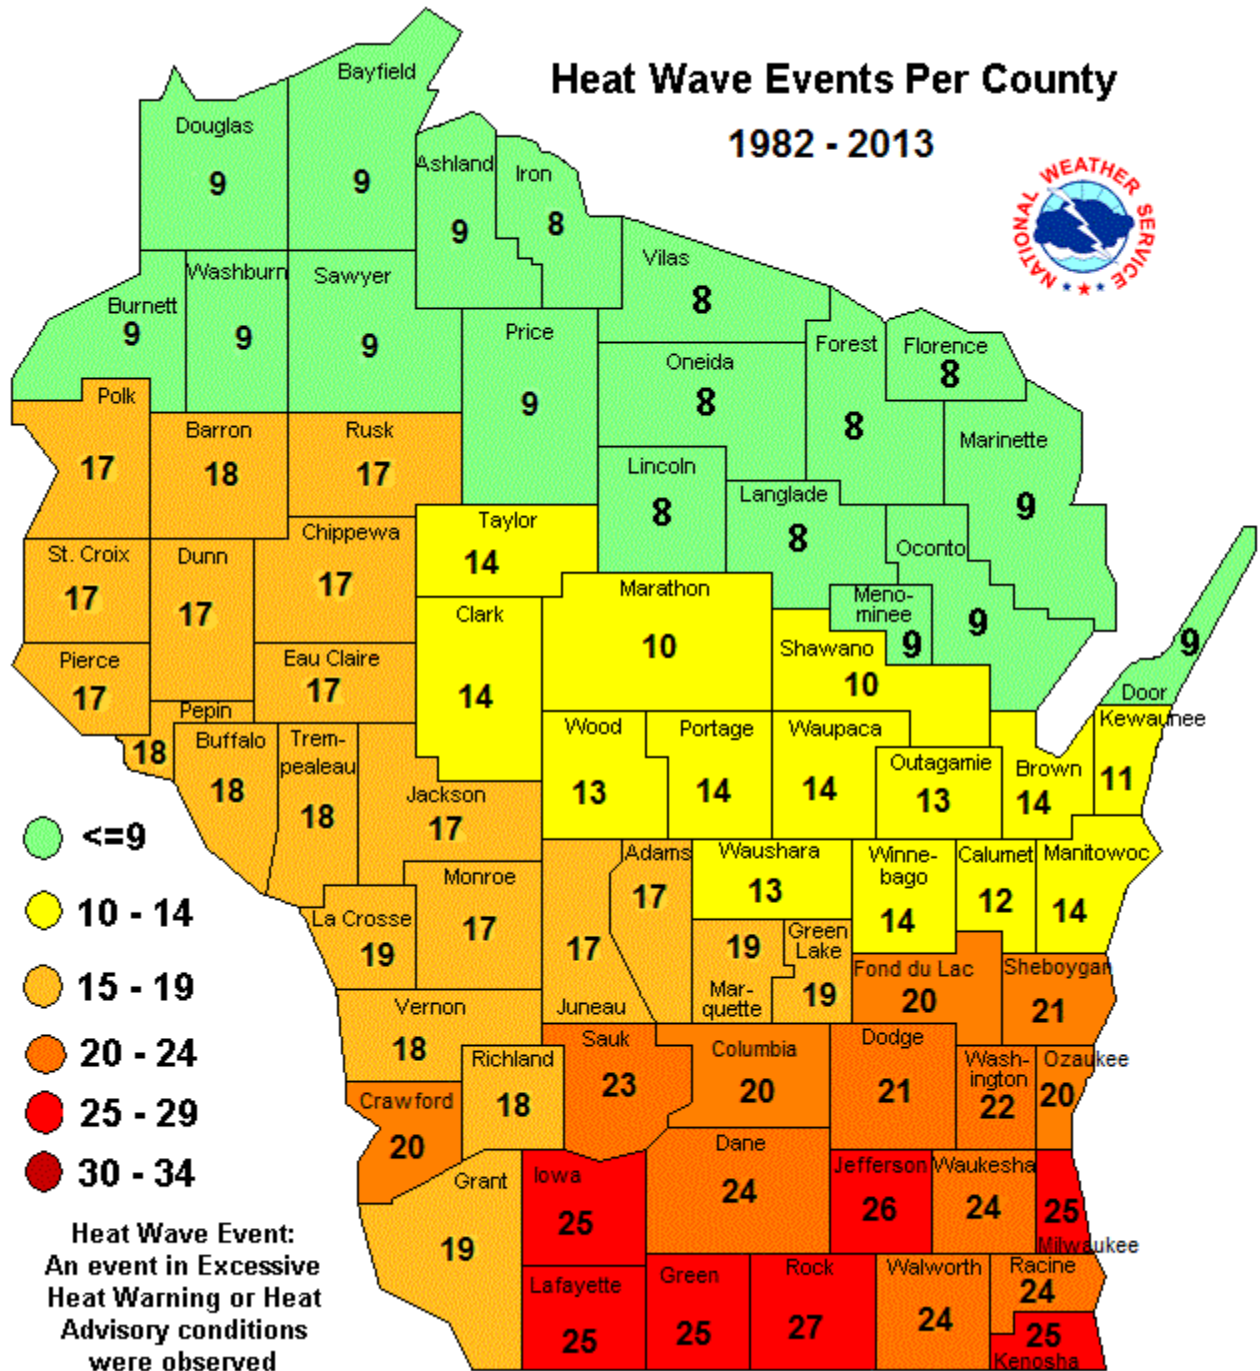 Heat Wave Events Per County
1982 - 2013
NATIONAL WEATHER SERVICE
Bayfield
9
Douglas
9
Ashland
9
Iron
8
Vilas
8
Washburn
9
Sawyer
9
Burnett
9
Price
9
Oneida
8
Forest
8
Florence
8
Marinette
9
Polk
17
Barron
18
Rusk
17
Lincoln
8
Langlade
8
Taylor
14
Chippewa
17
Oconto
9
St. Croix
17
Dunn
17
Clark
14
Marathon
10
Meno-
minee
9
Shawano
10
Door
9
Pierce
17
Eau Claire
17
Pepin
18
Buffalo
18
Trem-
pealeau
18
Jackson
17
Wood
13
Portage
14
Waupaca
14
Outagamie
13
Brown
14
Kewaunee
11
Adams
17
Waushara
13
Winne-
bago
14
Calumet
12
Manitowoc
14
Monroe
17
La Crosse
19
Juneau
17
19
Mar-
quette
Green
Lake
19
Fond du Lac
20
Sheboygan
21
Vernon
18
Richland
18
Sauk
23
Columbia
20
Dodge
21
Wash-
ington
22
Ozaukee
20
Crawford
20
Dane
24
Grant
19
Iowa
25
Jefferson
26
Waukesha
24
25
Milwaukee
Lafayette
25
Green
25
Rock
27
Walworth
24
Racine
24
25
Kenosha
<=9
10 - 14
15 - 19
20 - 24
25 - 29
30 - 34
Heat Wave Event:
An event in Excessive
Heat Warning or Heat
Advisory conditions
were observed